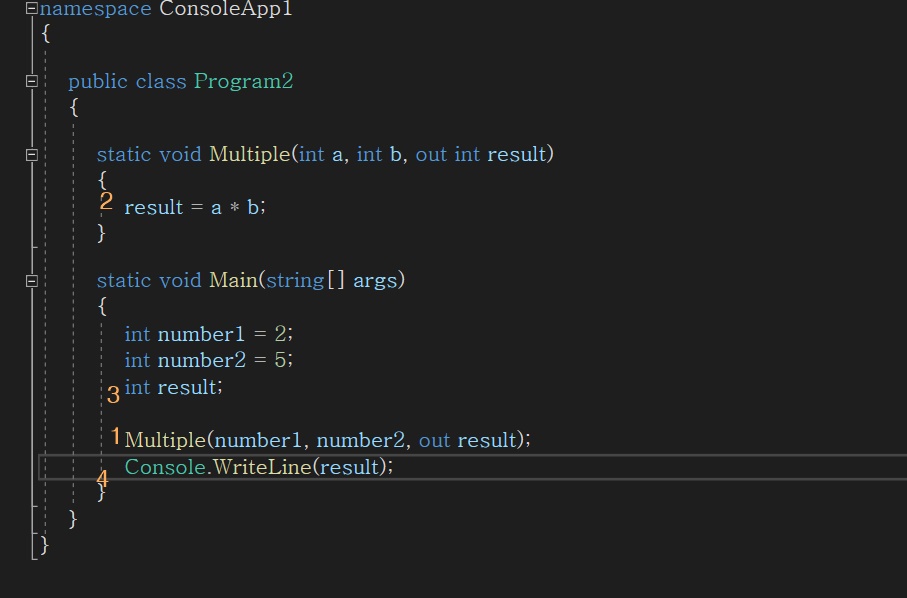 namespace ConsoleApp1
{
public class Program2
{
static void Multiple(int a, int b, out int result)
{
2 result = a * b;
}
static void Main(string[] args)
{
int number1 = 2;
int number2 = 5;
3 int result;
1 Multiple(number1, number2, out result);
Console.WriteLine(result);
4
}
}
}